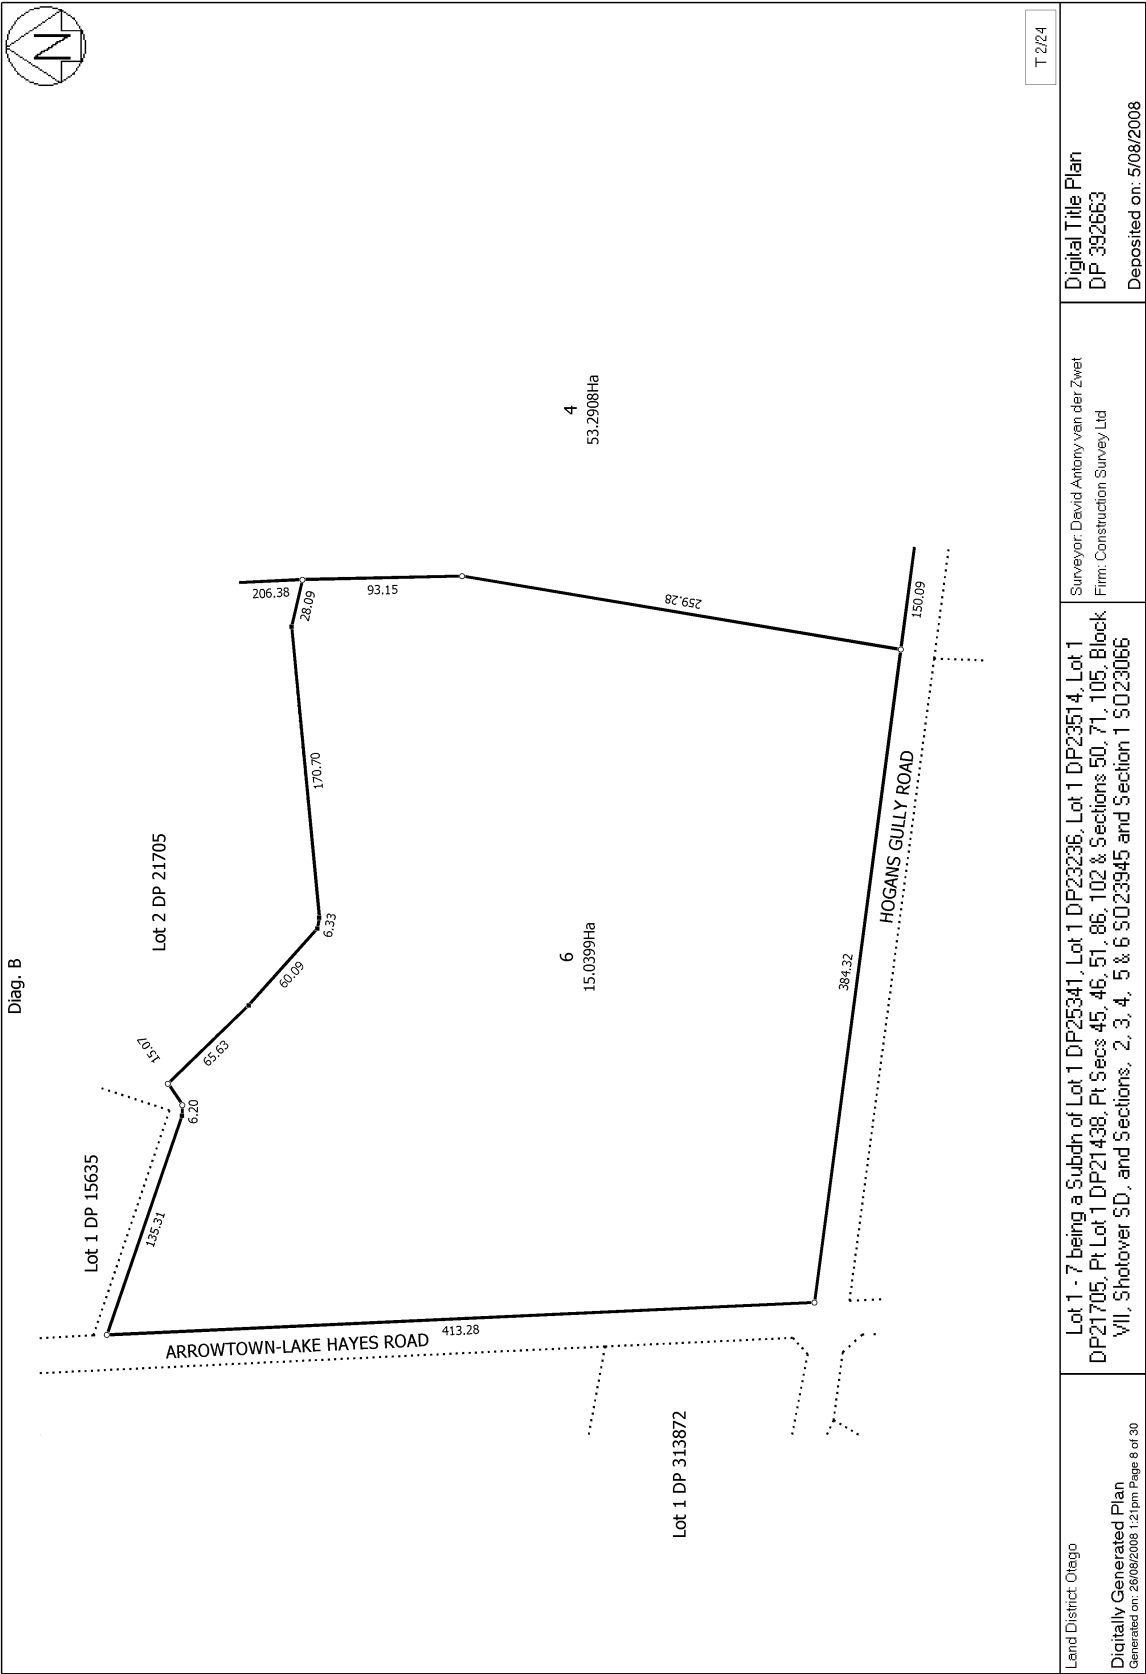 Diag. B
N
Lot 1 DP 15635
Lot 2 DP 21705
135.31
6.20
15.07
65.63
60.09
6.33
170.70
28.09
206.38
93.15
259.28
4
53.2908Ha
6
15.0399Ha
ARROWTOWN-LAKE HAYES ROAD
413.28
384.32
HOGANS GULLY ROAD
150.09
Lot 1 DP 313872
T 2/24
Land District: Otago
Digitally Generated Plan
Generated on: 26/08/2008 1:21pm Page 8 of 30
Lot 1 - 7 being a Subdn of Lot 1 DP25341, Lot 1 DP23236, Lot 1 DP23514, Lot 1
DP21705, Pt Lot 1 DP21438, Pt Secs 45, 46, 51, 86, 102 & Sections 50, 71, 105, Block
VII, Shotover SD, and Sections, 2, 3, 4, 5 & 6 SO23945 and Section 1 SO23066
Surveyor: David Antony van der Zwet
Firm: Construction Survey Ltd
Digital Title Plan
DP 392663
Deposited on: 5/08/2008